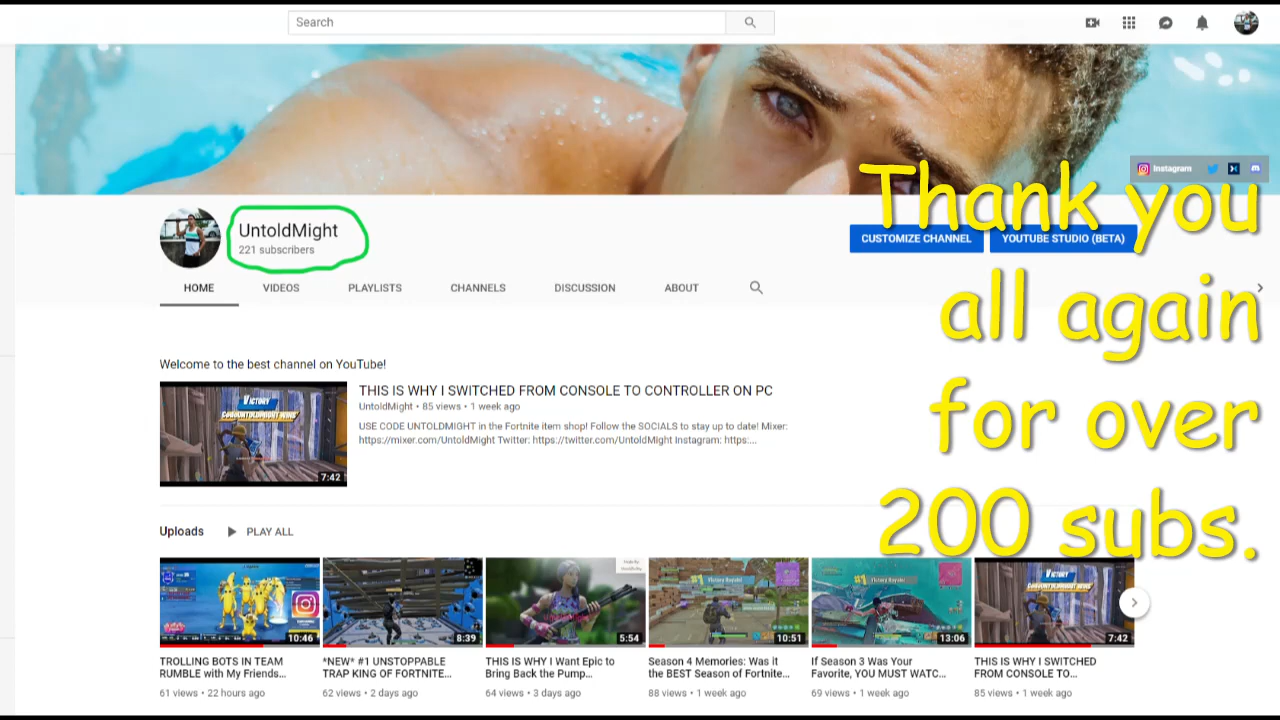 Search
Instagram
UntoldMight
221 subscribers
CUSTOMIZE CHANNEL
YOUTUBE STUDIO (BETA)
Thank you
all again
for over
200 subs.
HOME
VIDEOS
PLAYLISTS
CHANNELS
DISCUSSION
ABOUT
Welcome to the best channel on YouTube!
VICTORY
7:42
THIS IS WHY I SWITCHED FROM CONSOLE TO CONTROLLER ON PC
UntoldMight • 85 views • 1 week ago
USE CODE UNTOLDMIGHT in the Fortnite item shop! Follow the SOCIALS to stay up to date! Mixer:
https://mixer.com/UntoldMight Twitter: https://twitter.com/UntoldMight Instagram: https:...
Uploads
PLAY ALL
10:46
TROLLING BOTS IN TEAM
RUMBLE with My Friends...
61 views • 22 hours ago
8:39
*NEW* #1 UNSTOPPABLE
TRAP KING OF FORTNITE...
62 views • 2 days ago
5:54
THIS IS WHY I Want Epic to
Bring Back the Pump...
64 views • 3 days ago
Victory Royale!
10:51
Season 4 Memories: Was it
the BEST Season of Fortnite...
88 views • 1 week ago
Victory Royale!
13:06
If Season 3 Was Your
Favorite, YOU MUST WATC...
69 views • 1 week ago
VICTORY
7:42
THIS IS WHY I SWITCHED
FROM CONSOLE TO...
85 views • 1 week ago